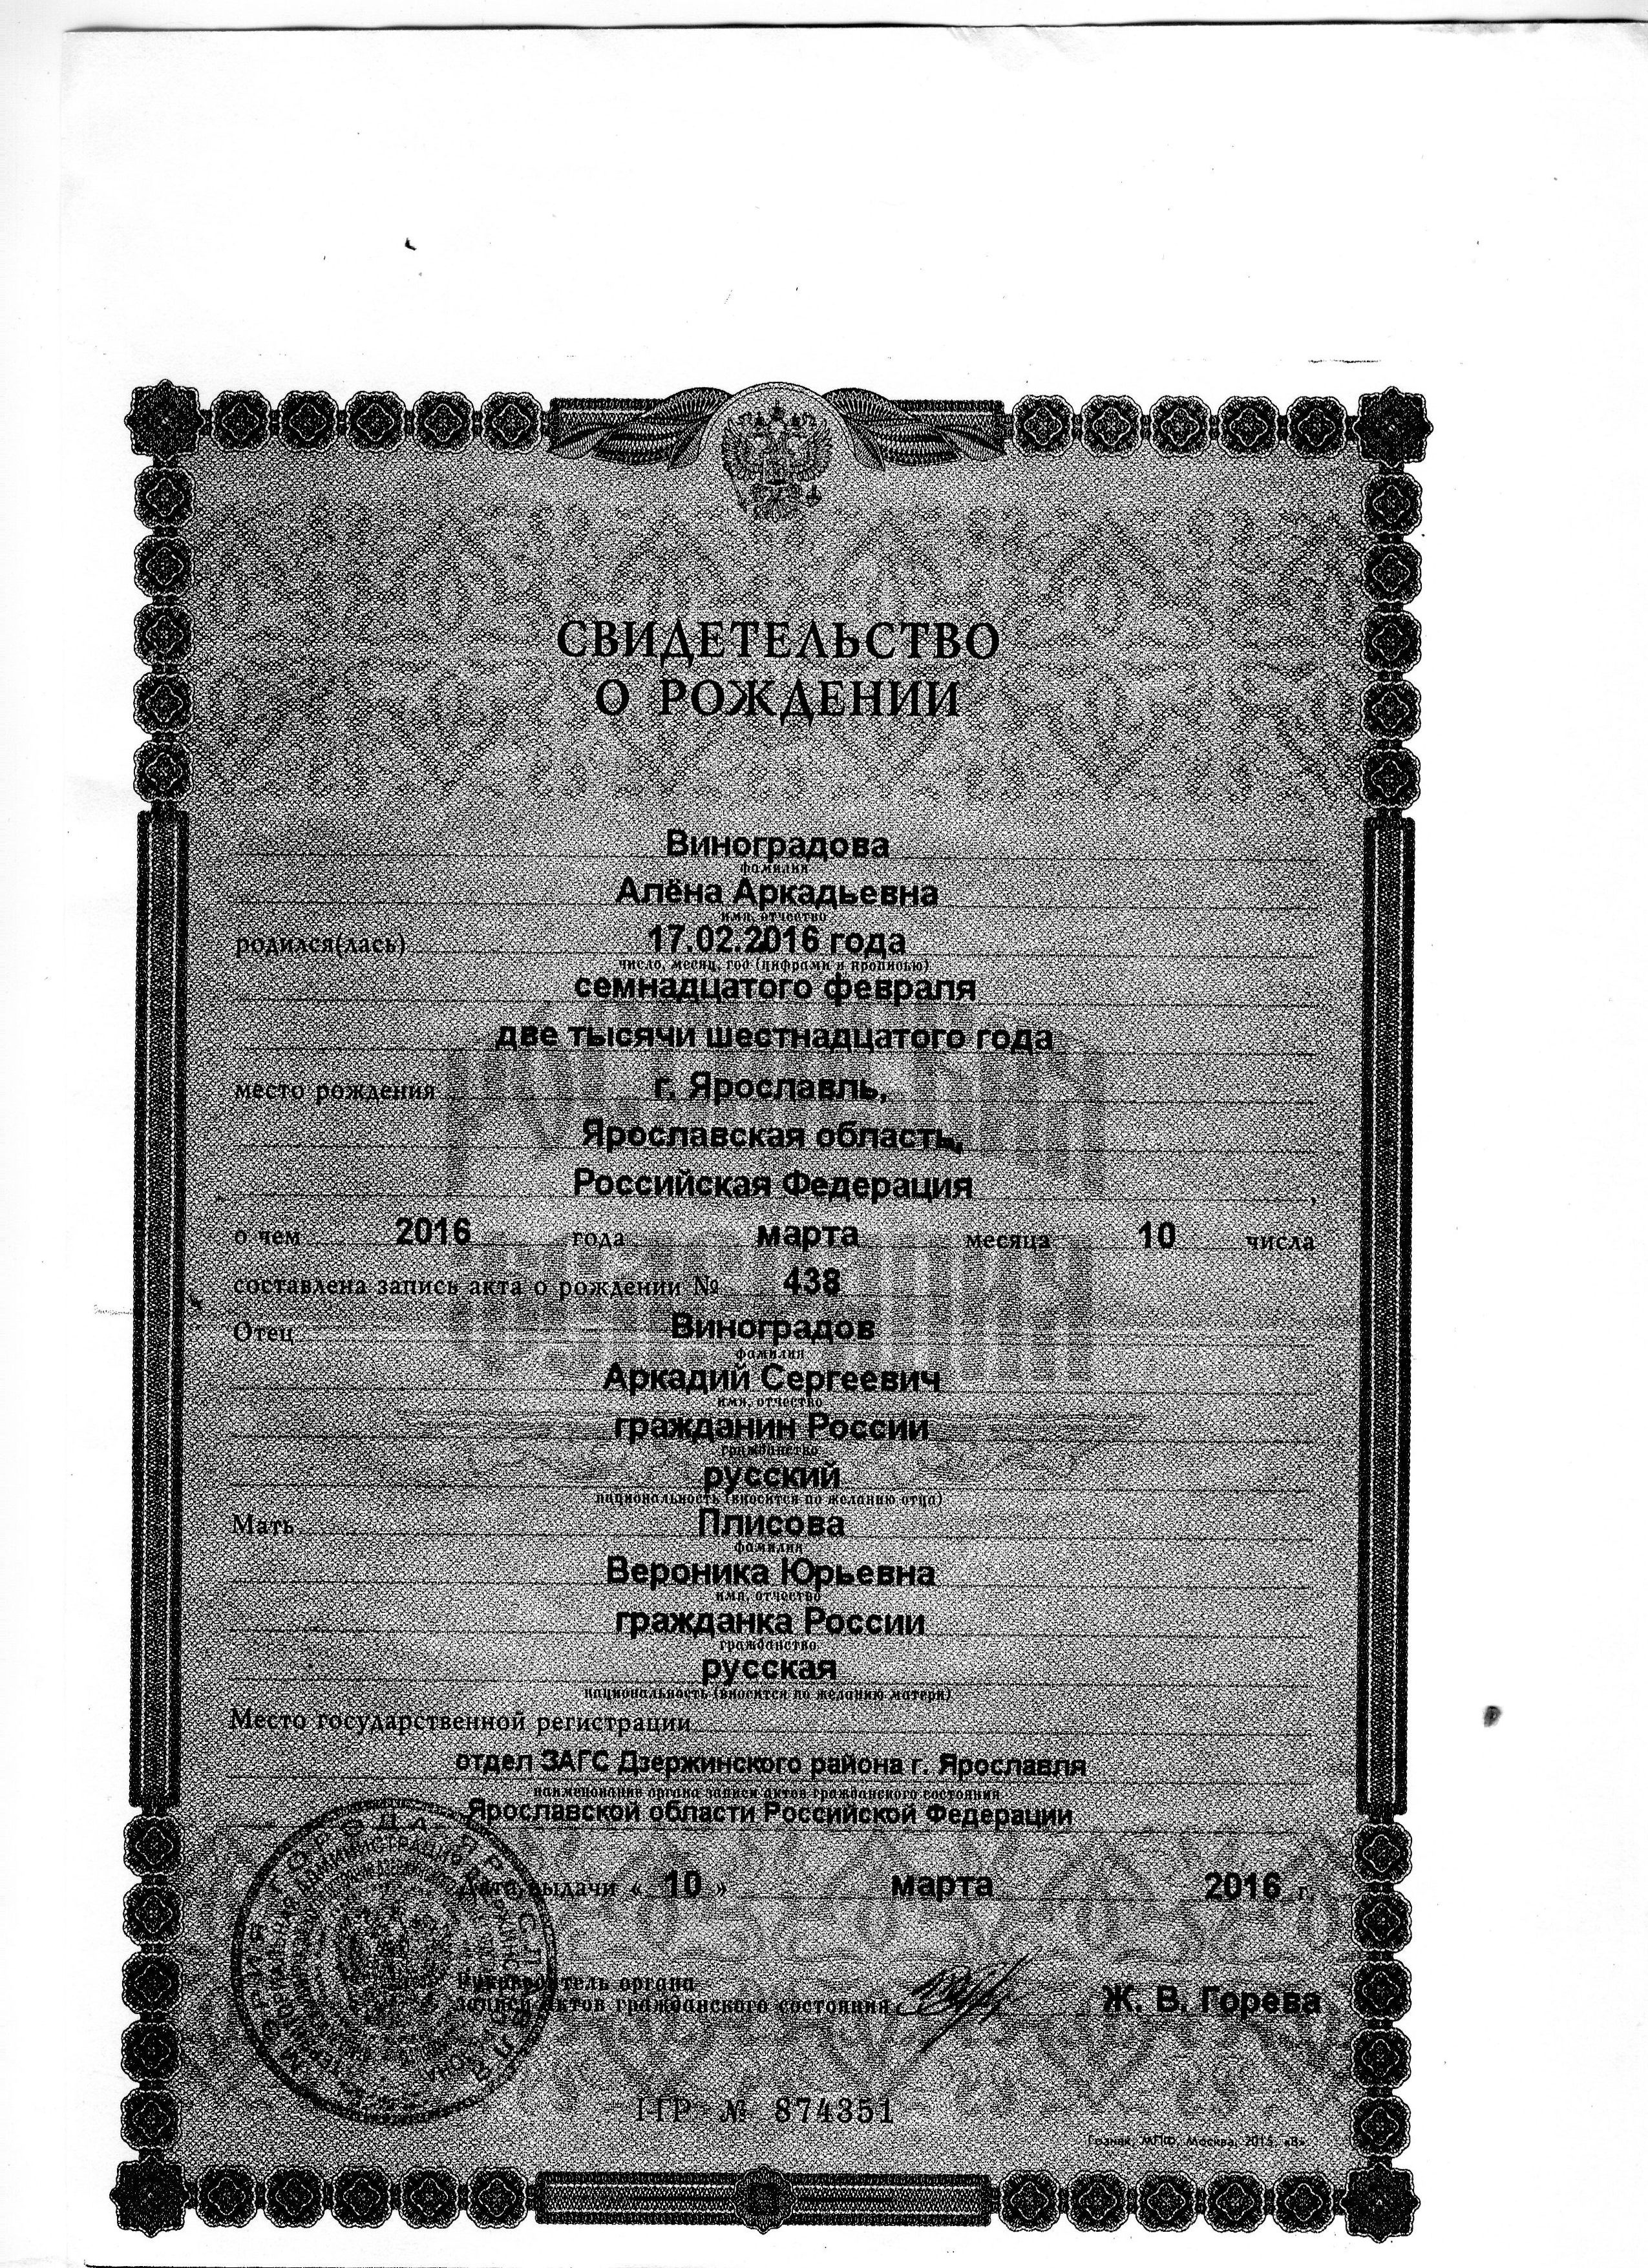 СВИДЕТЕЛЬСТВО
О РОЖДЕНИИ
Виноградова
фамилия
Алёна Аркадьевна
имя, отчество
родился(лась) 17.02.2016 года
число, месяц, год (цифрами и прописью)
семнадцатого февраля
две тысячи шестнадцатого года
место рождения г. Ярославль,
Ярославская область,
Российская Федерация ,
о чем 2016 года марта месяца 10 числа
составлена запись акта о рождении № 438
Отец Виноградов
фамилия
Аркадий Сергеевич
имя, отчество
гражданин России
гражданство
русский
национальность (вносится по желанию отца)
Мать Плисова
фамилия
Вероника Юрьевна
имя, отчество
гражданка России
гражданство
русская
национальность (вносится по желанию матери)
Место государственной регистрации
отдел ЗАГС Дзержинского района г. Ярославля
наименование органа записи актов гражданского состояния
Ярославской области Российской Федерации
Дата выдачи « 10 » марта 2016 г.
Руководитель органа
записи актов гражданского состояния Ж. В. Горева
ГР № 874351
Гознак, МПФ, Москва, 2015, «В»